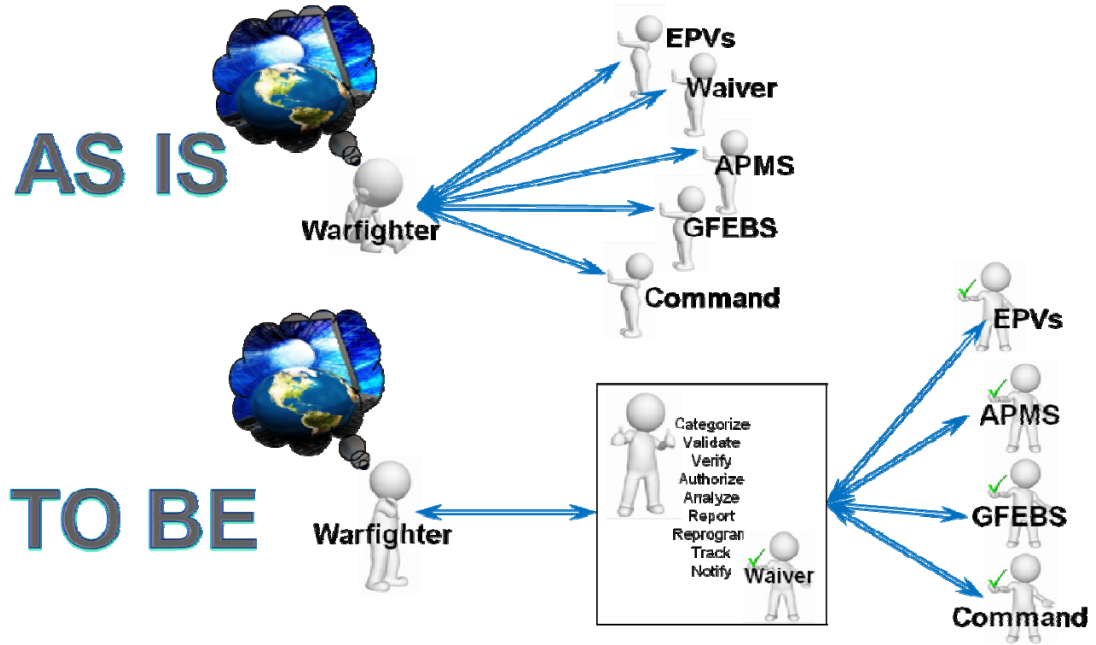 AS IS
Warfighter
EPVs
Waiver
APMS
GFEBS
Command
TO BE
Warfighter
Categorize
Validate
Verify
Authorize
Analyze
Report
Reprogran
Track
Notify
Waiver
EPVs
APMS
GFEBS
Command